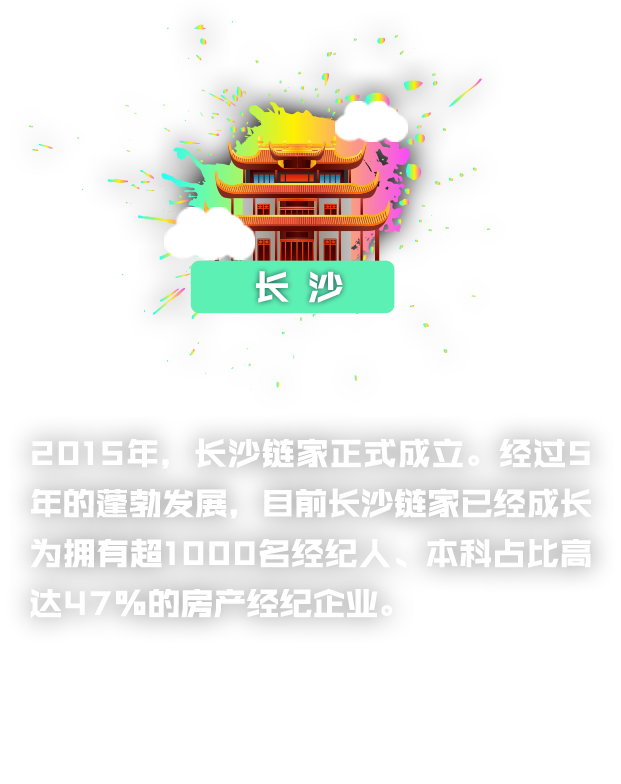 长沙
2015年，长沙链家正式成立。经过5
年的蓬勃发展，目前长沙链家已经成长
为拥有超1000名经纪人、本科占比高
达47%的房产经纪企业。